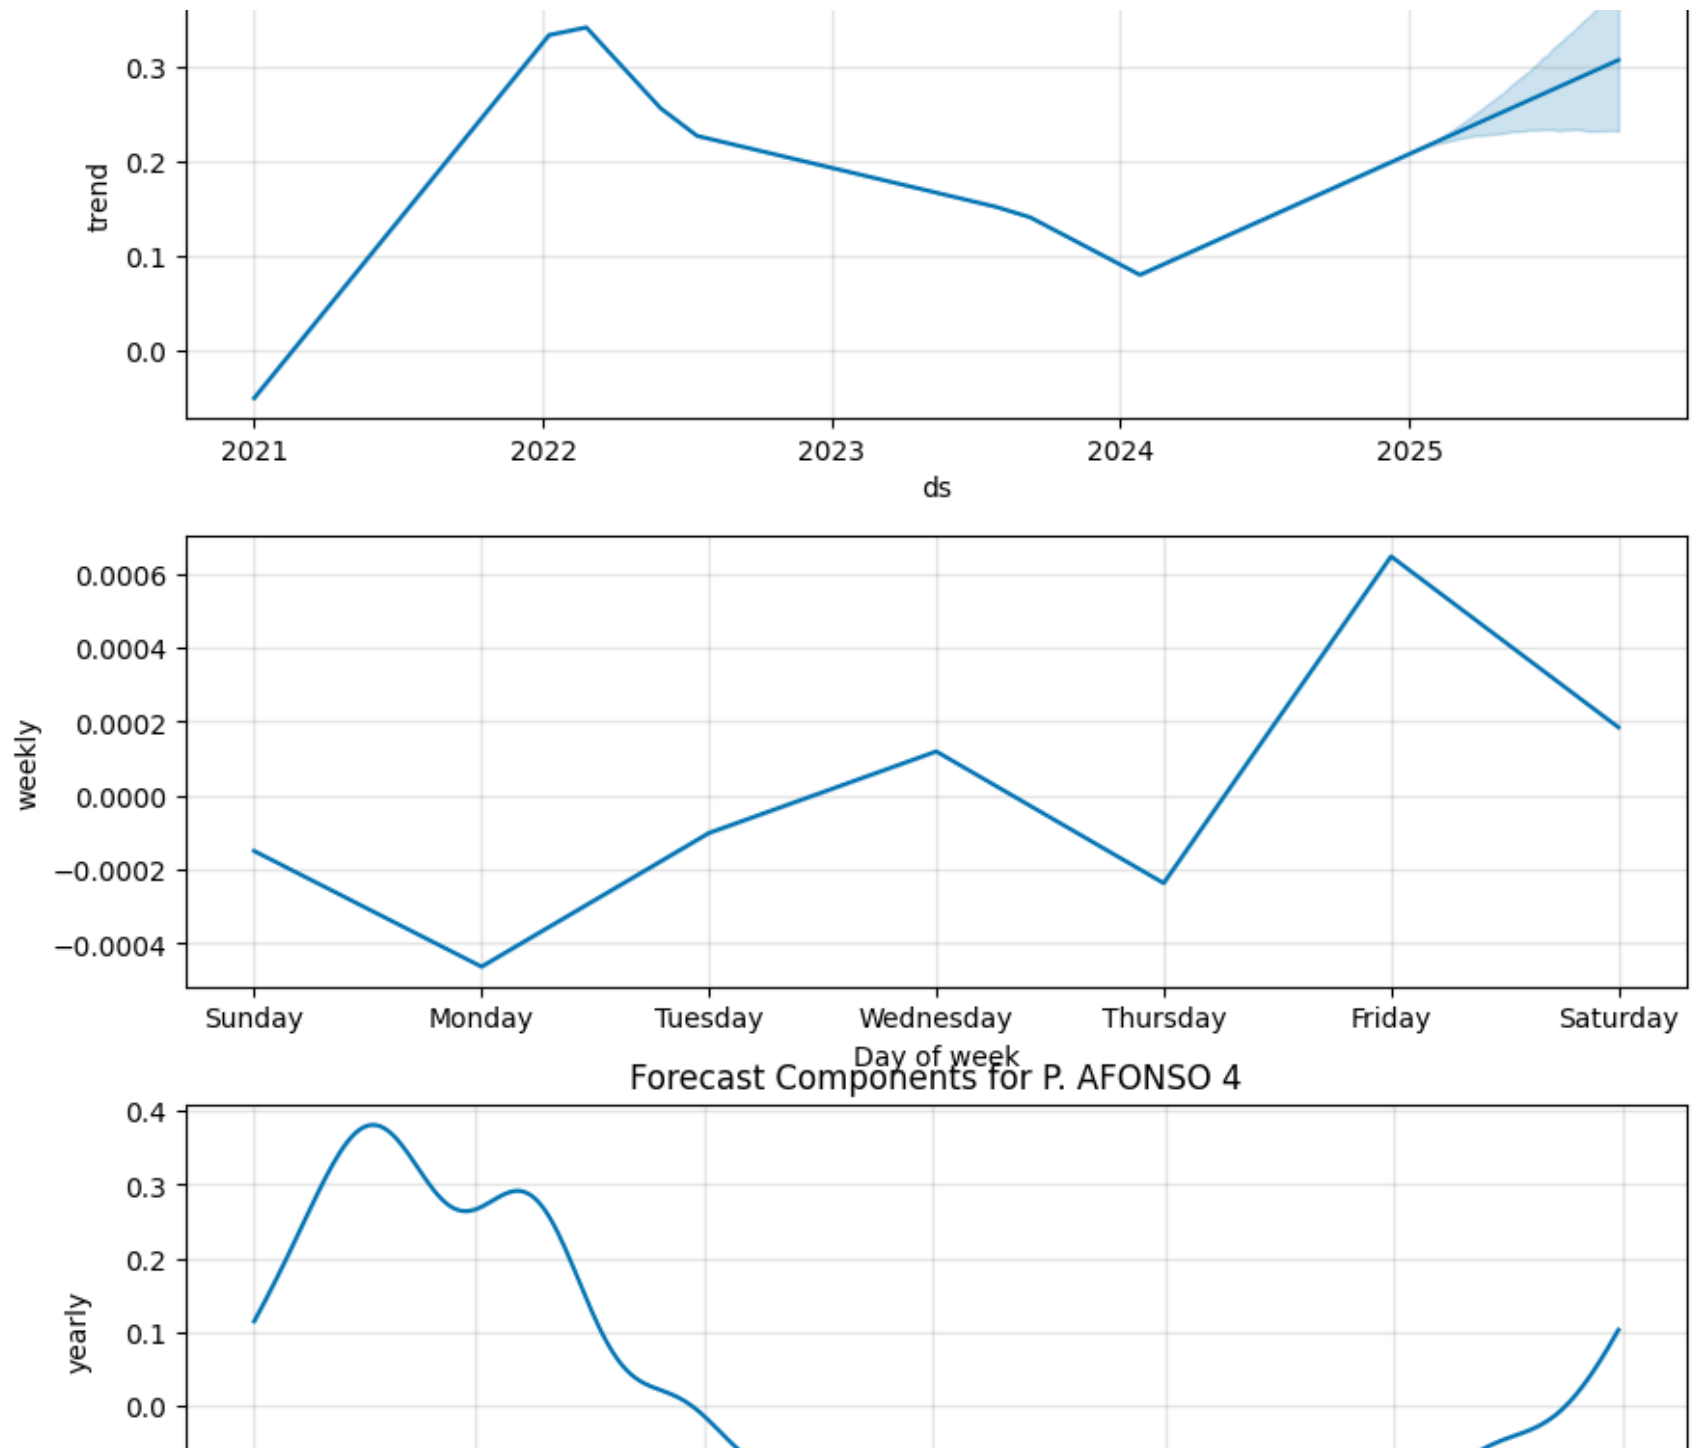 0.3
0.2
trend
0.1
0.0
2021 2022 2023 2024 2025
ds
0.0006
0.0004
0.0002
weekly
0.0000
−0.0002
−0.0004
Sunday Monday Tuesday Wednesday Thursday Friday Saturday
Day of week
Forecast Components for P. AFONSO 4
0.4
0.3
0.2
yearly
0.1
0.0